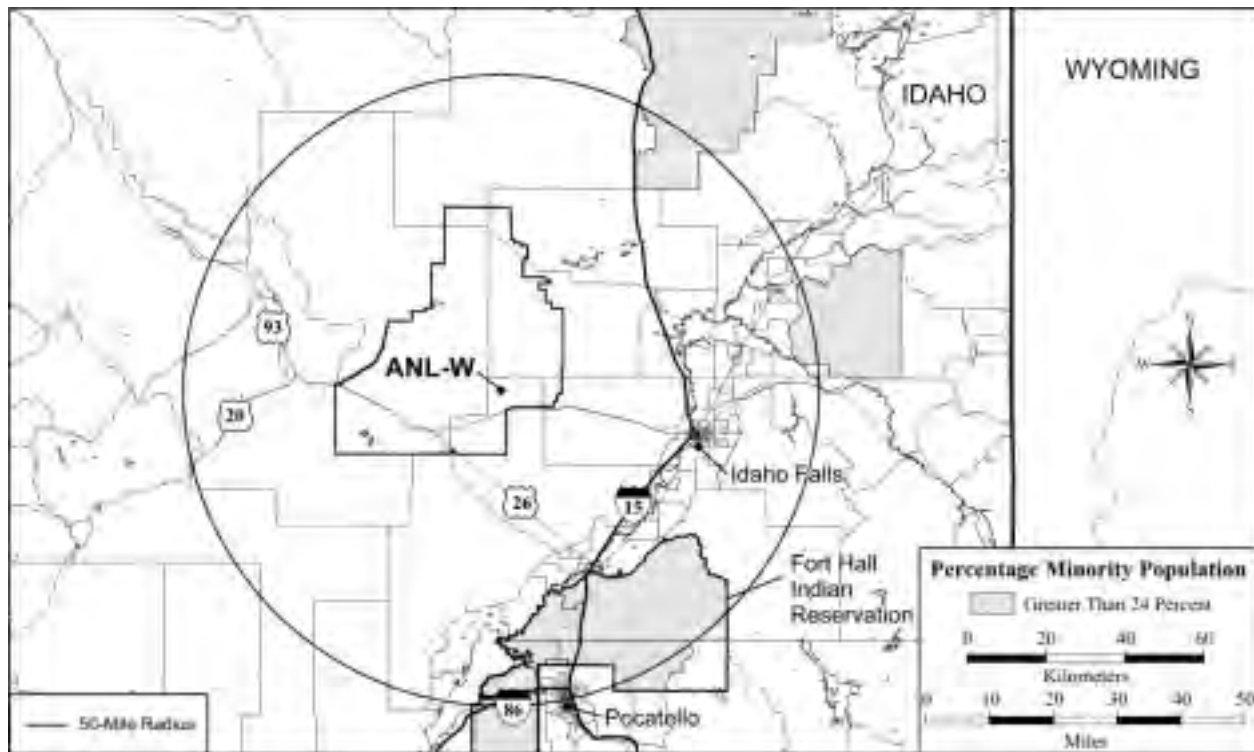 WYOMING
IDAHO
93
ANL-W
20
Idaho Falls
26
15
Fort Hall
Indian
Reservation
Percentage Minority Population
Greater Than 24 Percent
0 20 40 60
Kilometers
0 10 20 30 40 50
Miles
50-Mile Radius
86
Pocatello
W
E
S